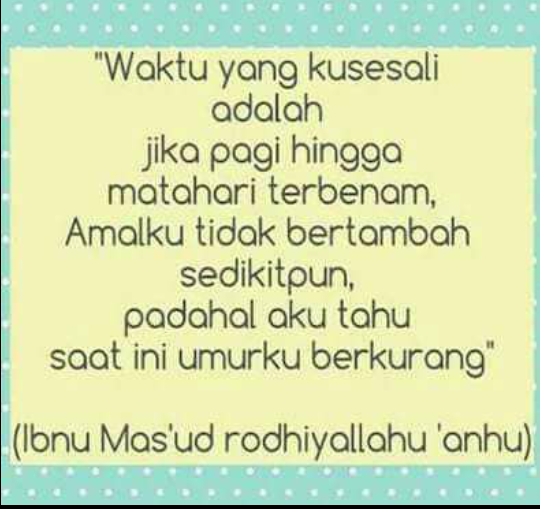 "Waktu yang kusesali
adalah
jika pagi hingga
matahari terbenam,
Amalku tidak bertambah
sedikitpun,
padahal aku tahu
saat ini umurku berkurang"
(Ibnu Mas'ud rodhiyallahu 'anhu)